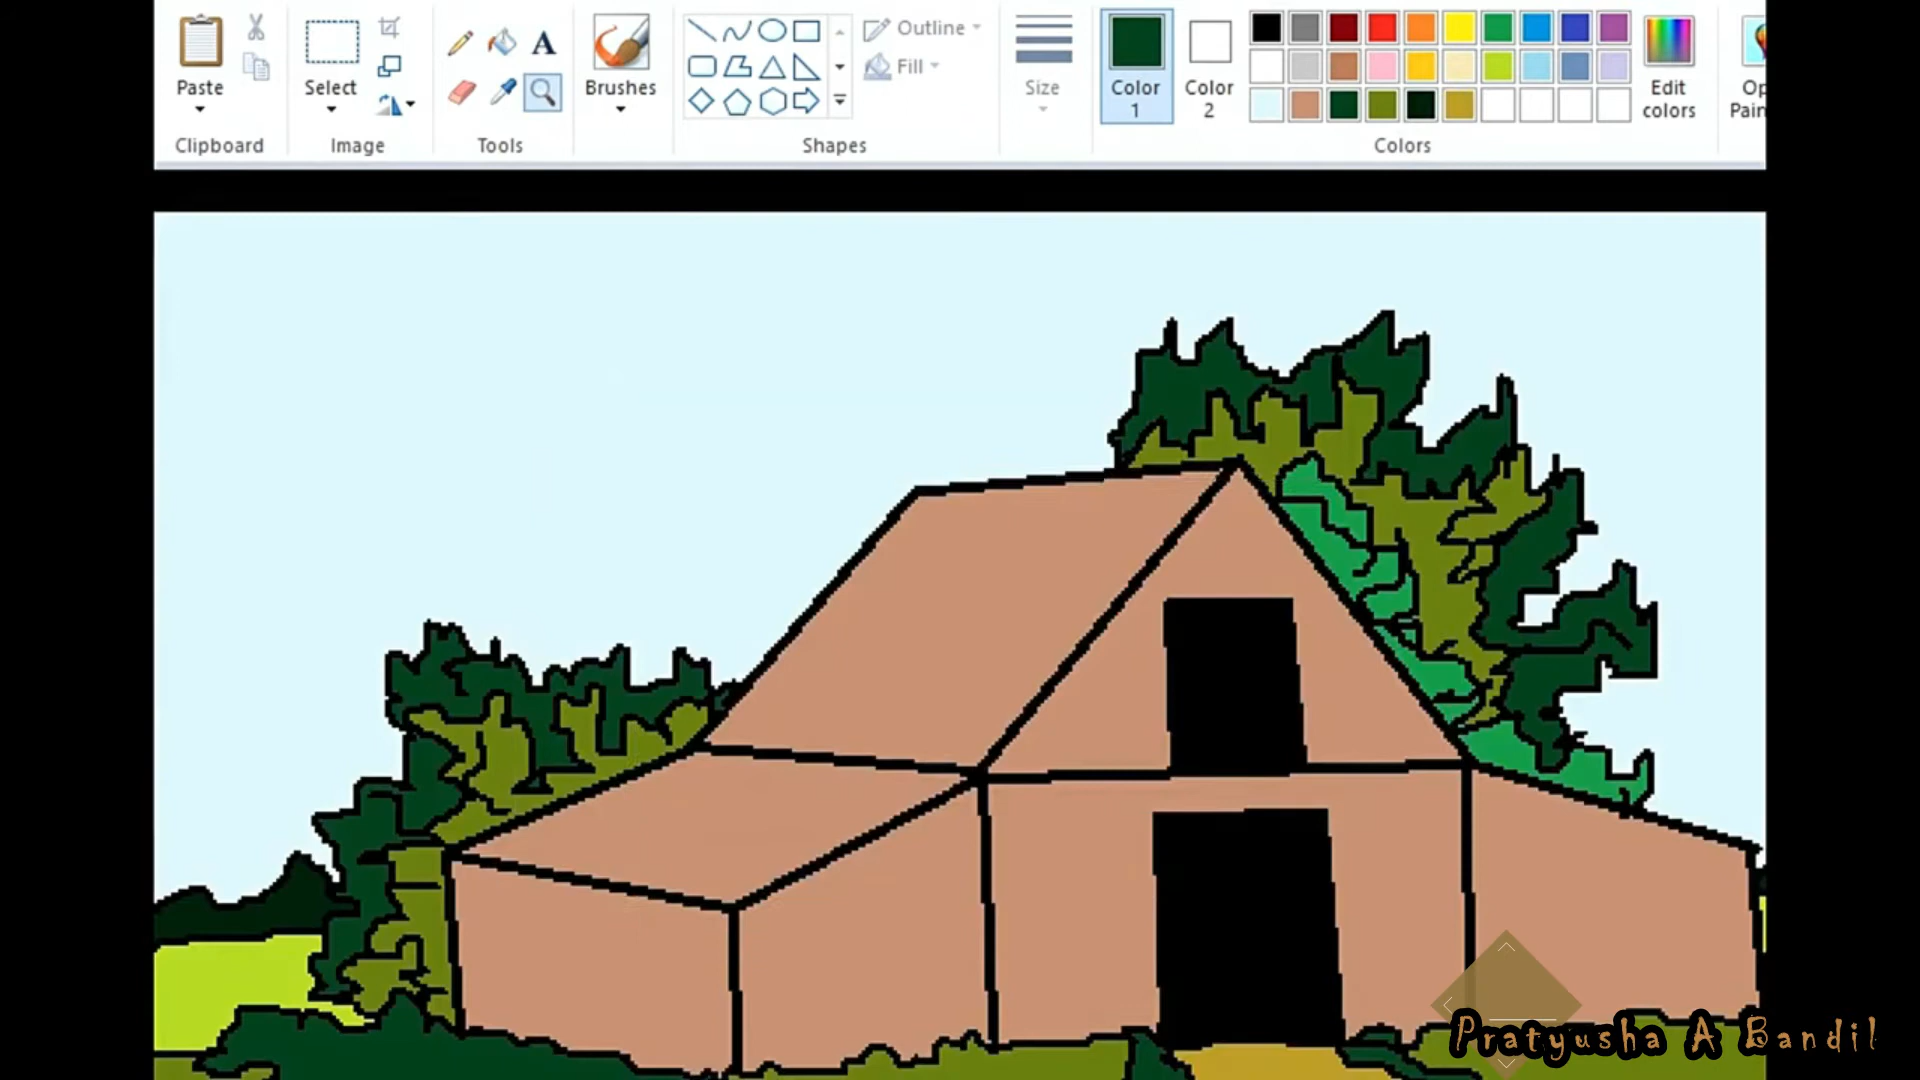 Paste
Select
Brushes
Outline
Fill
Size
Color 1
Color 2
Edit colors
Clipboard
Image
Tools
Shapes
Colors
A
Pratyusha A Bandil